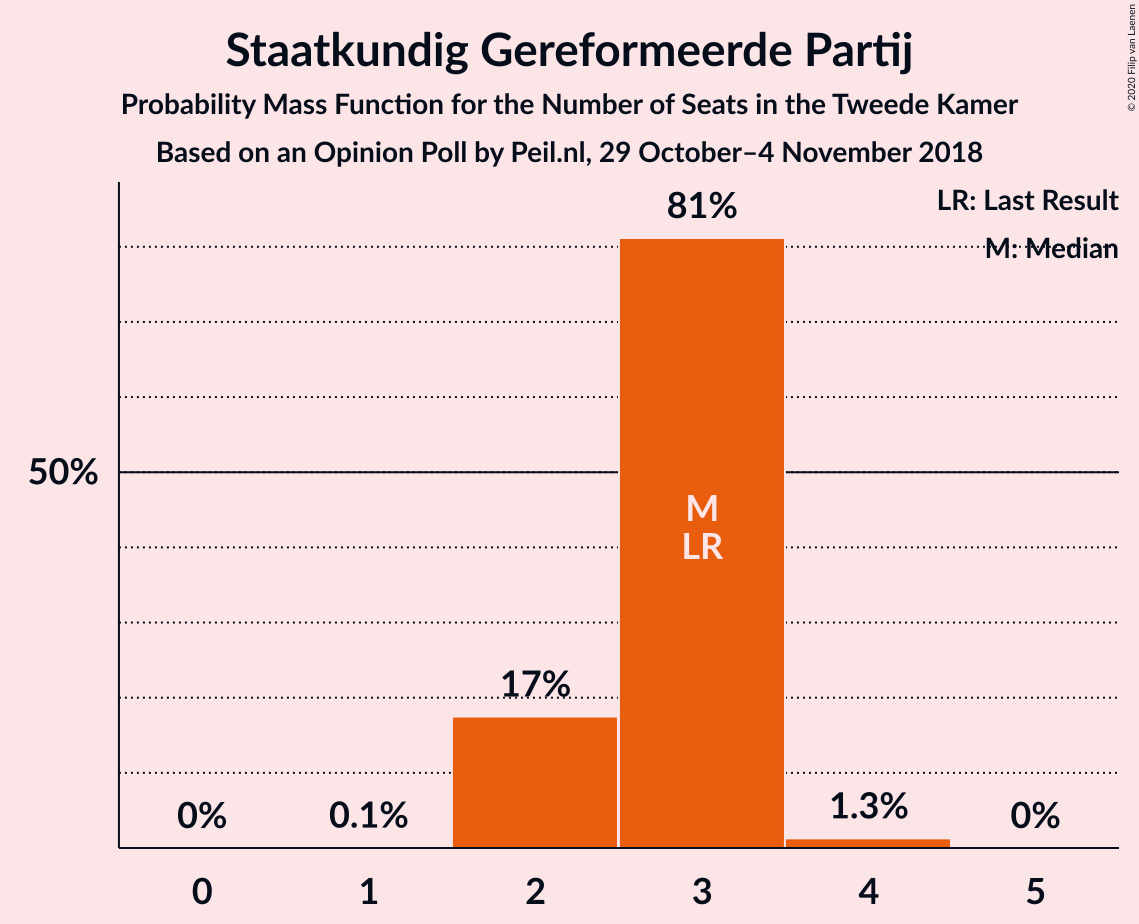 Staatkundig Gereformeerde Partij
Probability Mass Function for the Number of Seats in the Tweede Kamer
Based on an Opinion Poll by Peil.nl, 29 October–4 November 2018
© 2020 Filip van Laenen
LR: Last Result
M: Median
81%
50%
M
LR
17%
0%
0.1%
1.3%
0%
0 1 2 3 4 5